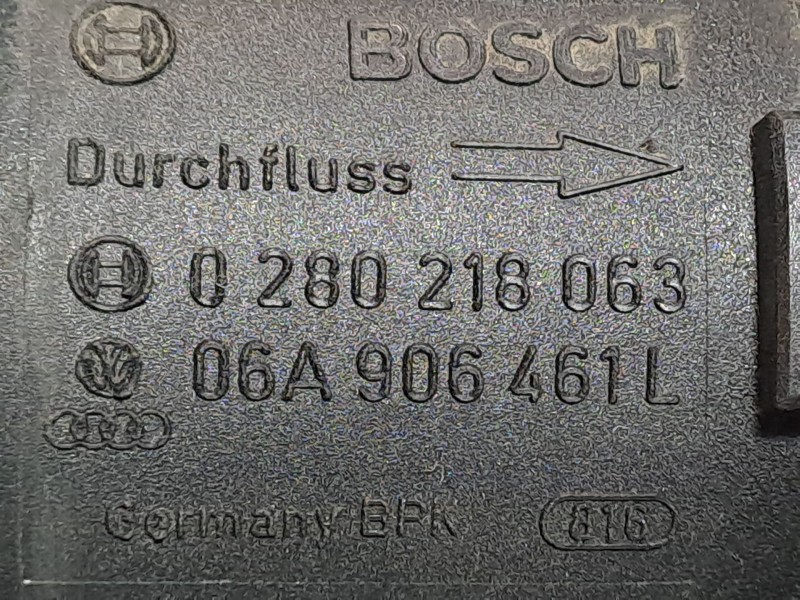 BOSCH
Durchfluss
0 280 218 063
06A 906 461 L
Germany BPK 816